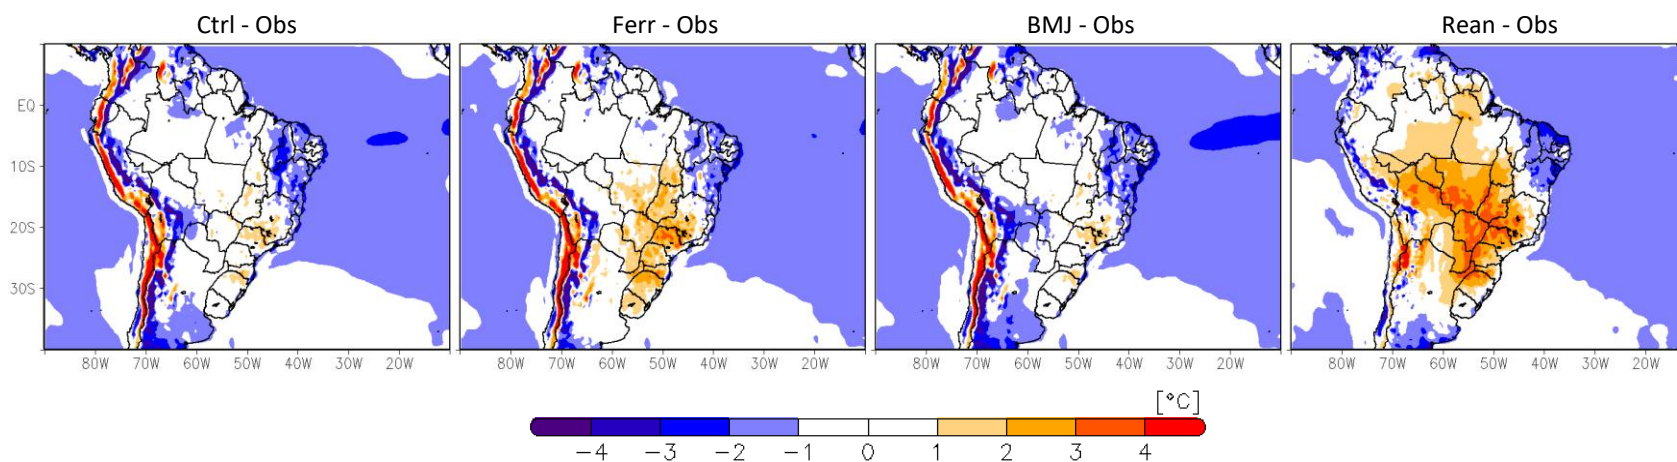 Ctrl - Obs
Ferr - Obs
BMJ - Obs
Rean - Obs
EQ
10S
20S
30S
80W 70W 60W 50W 40W 30W 20W
80W 70W 60W 50W 40W 30W 20W
80W 70W 60W 50W 40W 30W 20W
80W 70W 60W 50W 40W 30W 20W
[°C]
−4 −3 −2 −1 0 1 2 3 4